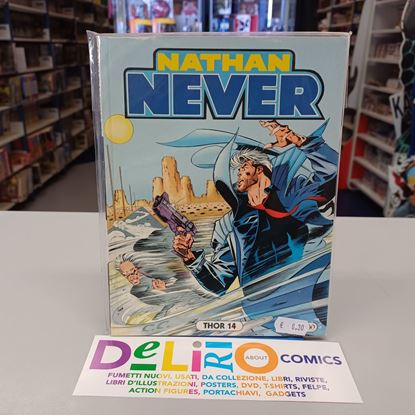 NATHAN
NEVER
THOR 14
€ 6.30
DeLiRiO ABOUT COMICS
FUMETTI NUOVI, USATI, DA COLLEZIONE, LIBRI, RIVISTE,
LIBRI D'ILLUSTRAZIONI, POSTERS, DVD, T-SHIRTS, FELPE,
ACTION FIGURES, PORTACHIAVI, GADGETS